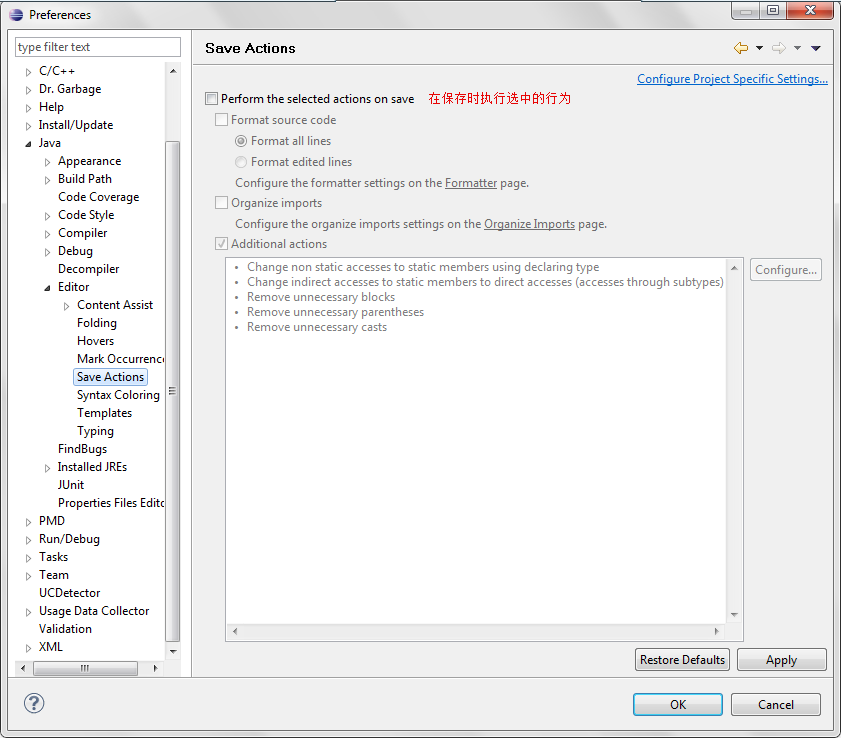 Preferences
type filter text
C/C++
Dr. Garbage
Help
Install/Update
Java
Appearance
Build Path
Code Coverage
Code Style
Compiler
Debug
Decompiler
Editor
Content Assist
Folding
Hovers
Mark Occurrenc
Save Actions
Syntax Coloring
Templates
Typing
FindBugs
Installed JREs
JUnit
Properties Files Edito
PMD
Run/Debug
Tasks
Team
UCDetector
Usage Data Collector
Validation
XML
Save Actions
Configure Project Specific Settings...
Perform the selected actions on save 在保存时执行选中的行为
Format source code
Format all lines
Format edited lines
Configure the formatter settings on the Formatter page.
Organize imports
Configure the organize imports settings on the Organize Imports page.
Additional actions
• Change non static accesses to static members using declaring type
• Change indirect accesses to static members to direct accesses (accesses through subtypes)
• Remove unnecessary blocks
• Remove unnecessary parentheses
• Remove unnecessary casts
Configure...
Restore Defaults
Apply
OK
Cancel